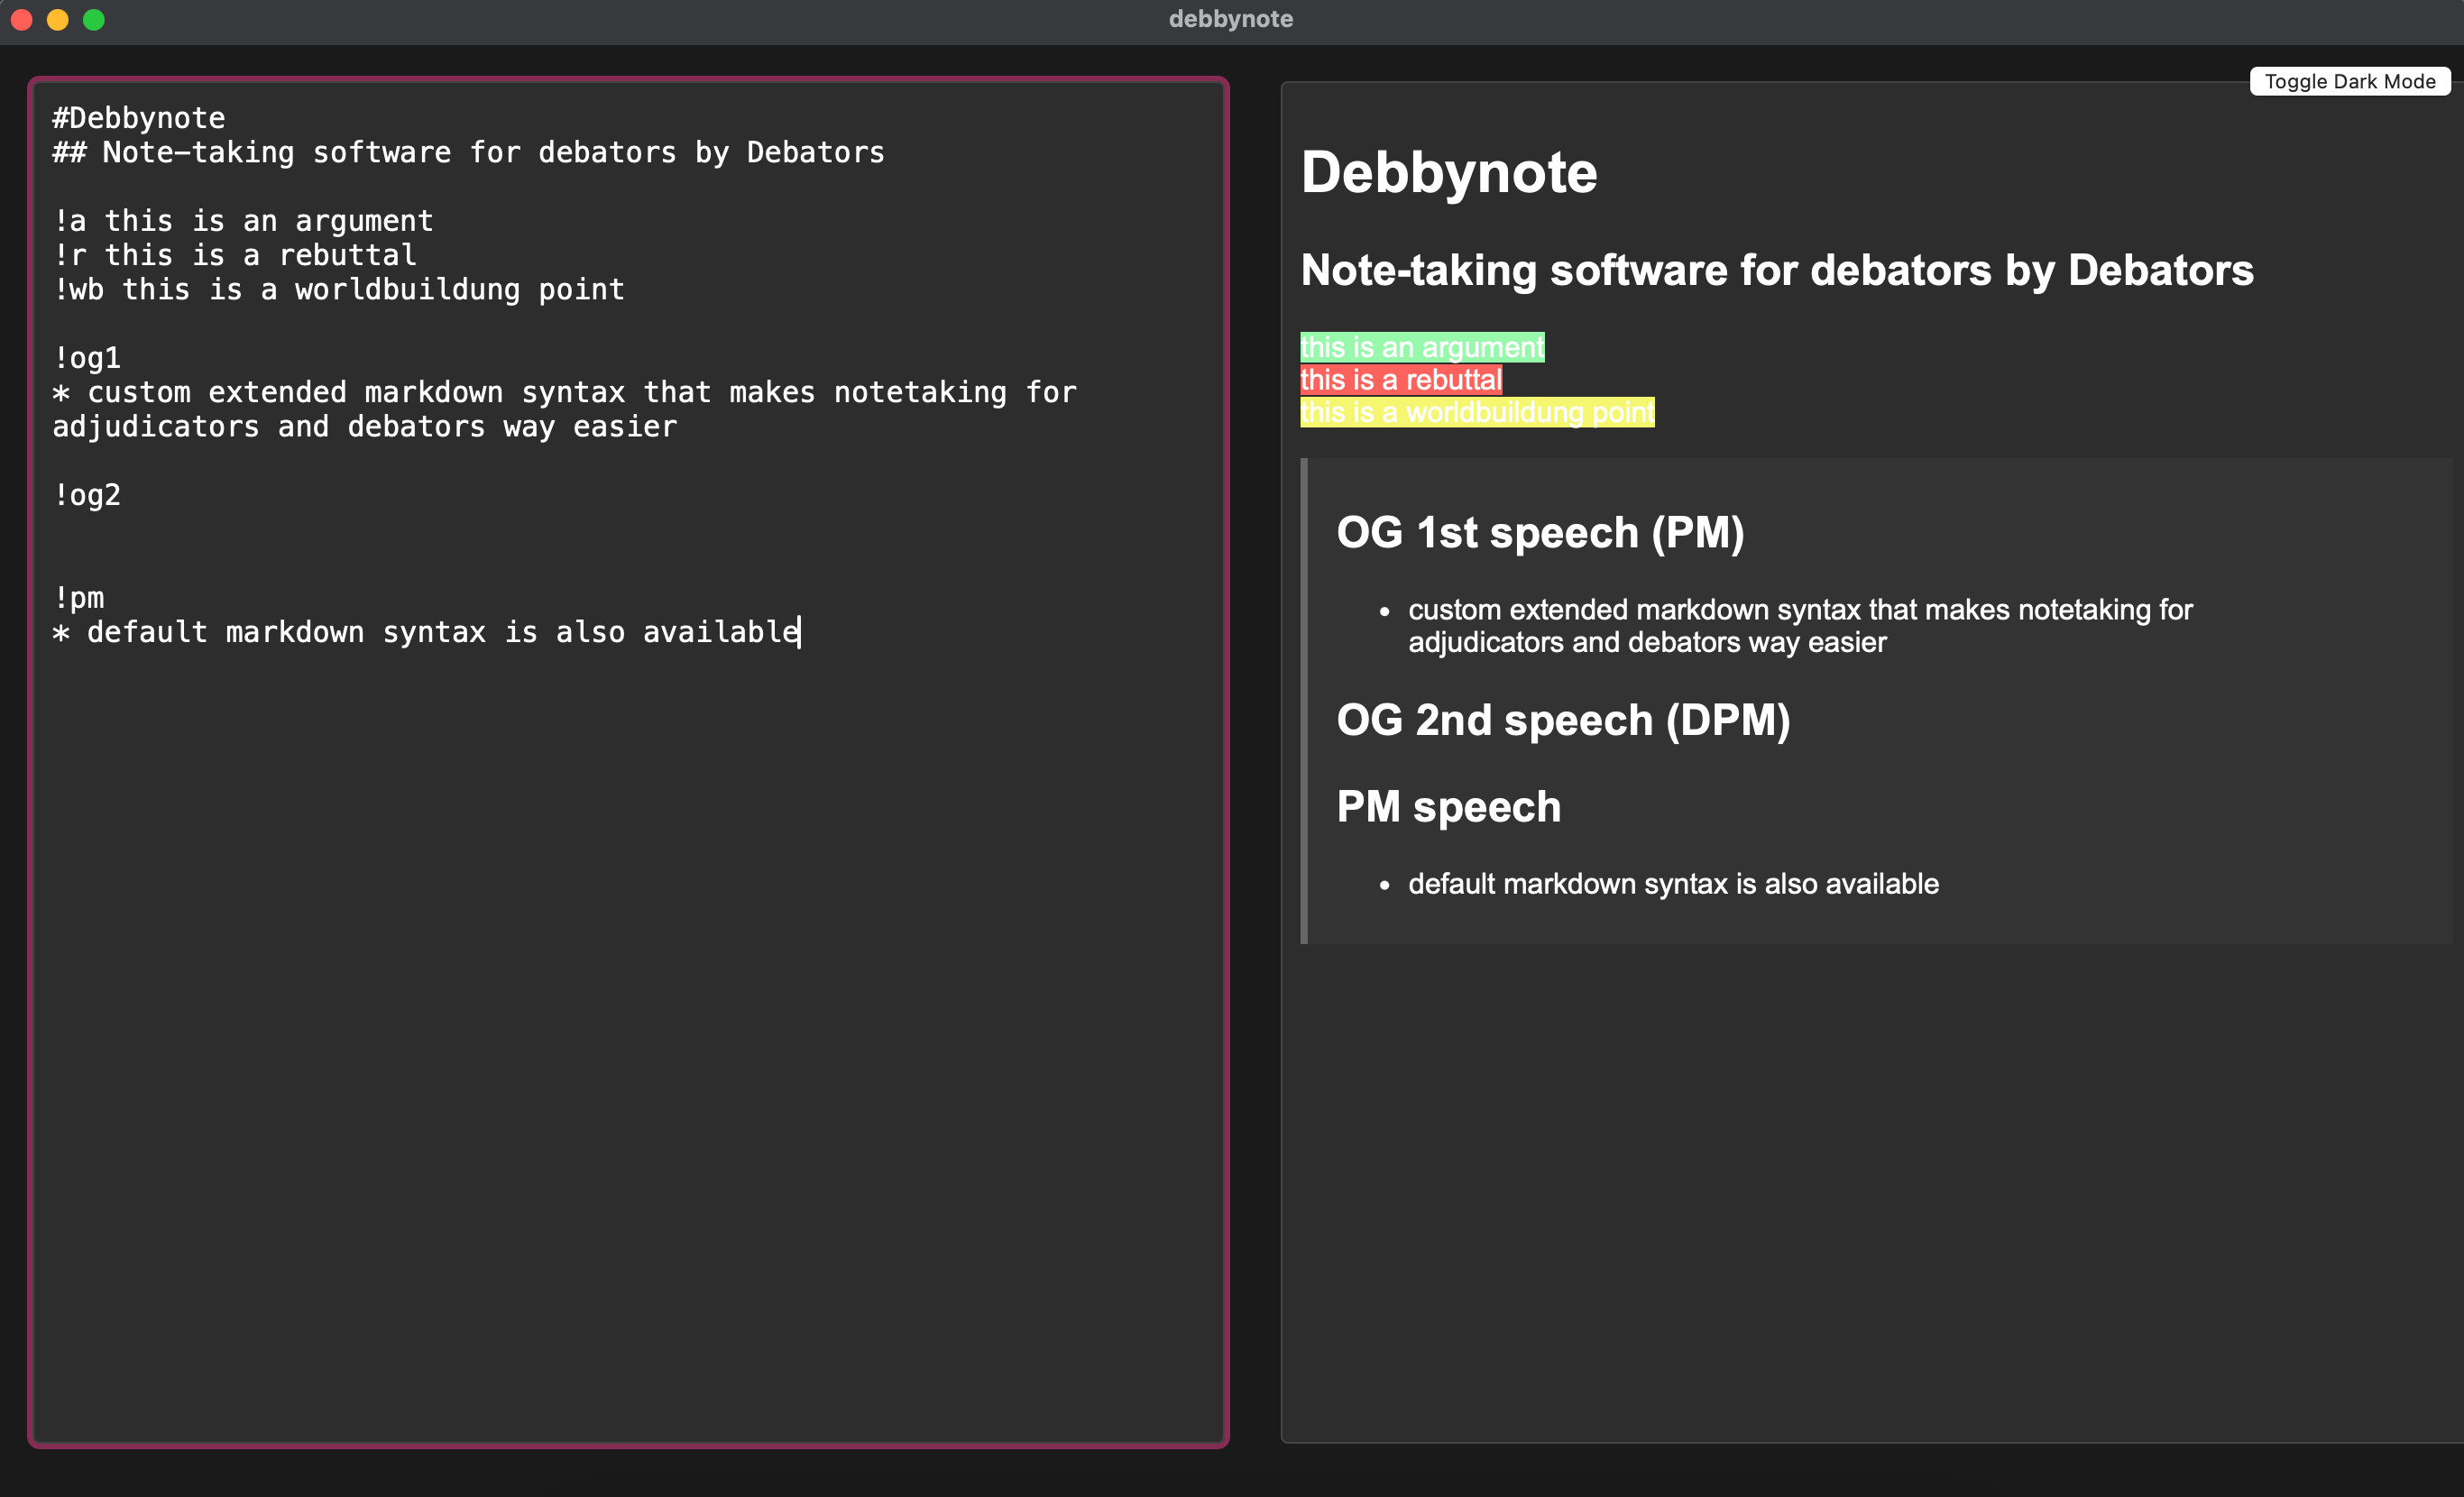 debbynote
Toggle Dark Mode
#Debbynote
## Note-taking software for debators by Debators
!a this is an argument
!r this is a rebuttal
!wb this is a worldbuildung point
!og1
* custom extended markdown syntax that makes notetaking for
adjudicators and debators way easier
!og2
!pm
* default markdown syntax is also available
Debbynote
Note-taking software for debators by Debators
this is an argument
this is a rebuttal
this is a worldbuildung point
OG 1st speech (PM)
• custom extended markdown syntax that makes notetaking for
adjudicators and debators way easier
OG 2nd speech (DPM)
PM speech
• default markdown syntax is also available